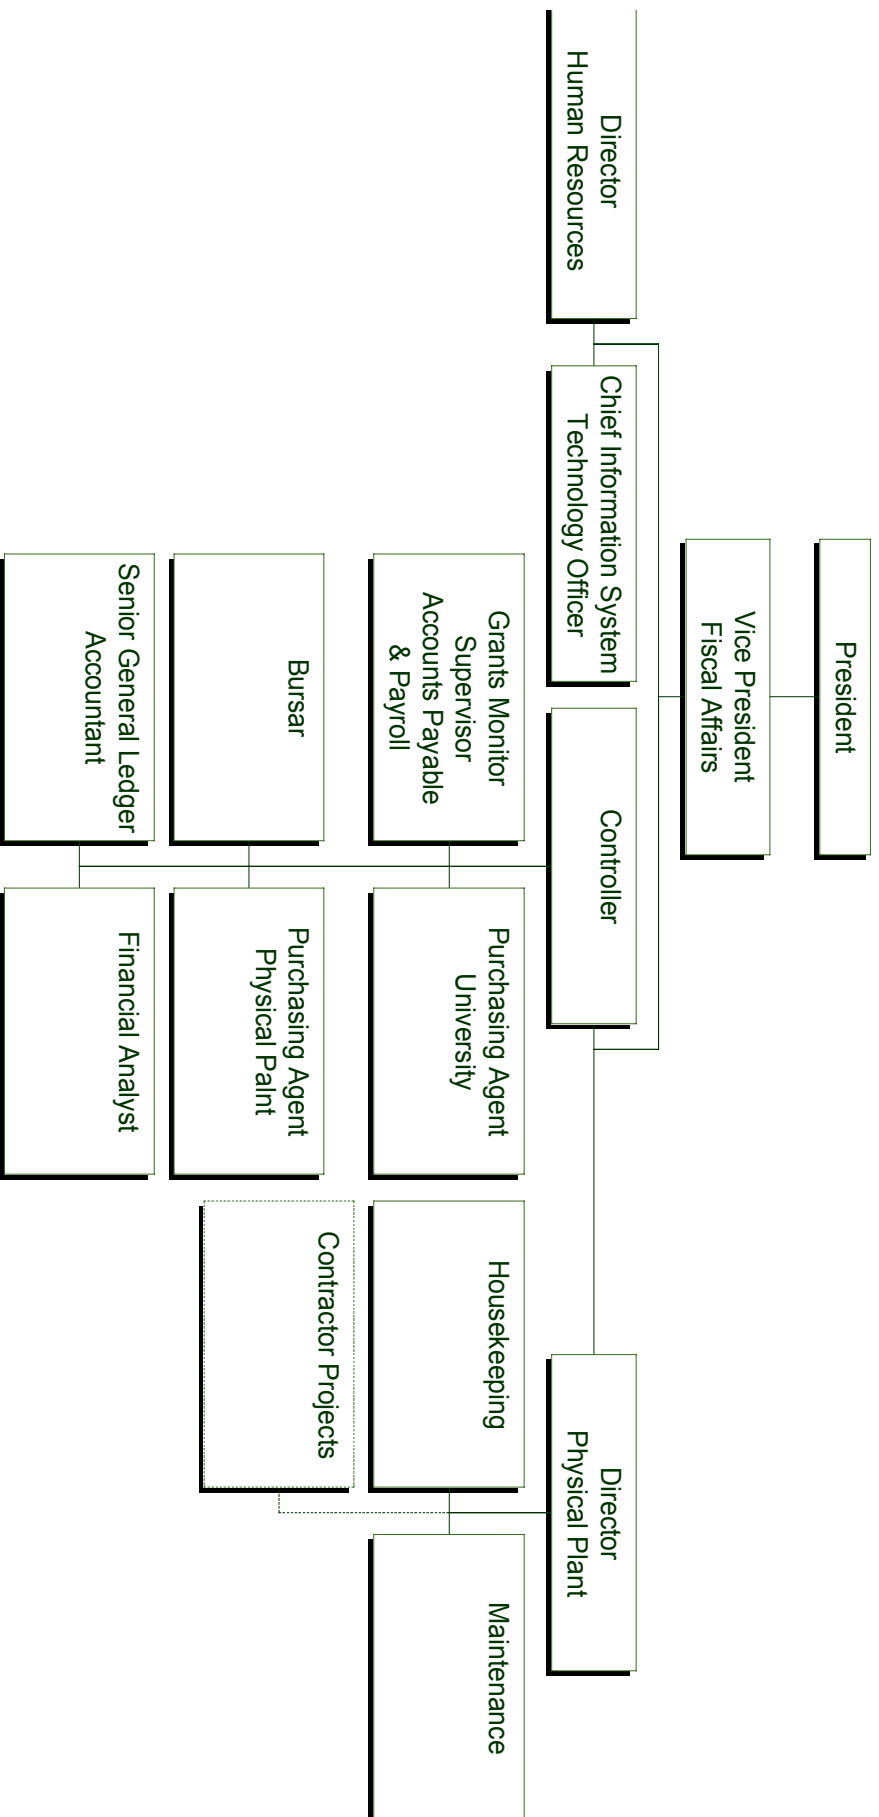 President
Vice President
Fiscal Affairs
Director
Human Resources
Chief Information System
Technology Officer
Controller
Director
Physical Plant
Grants Monitor
Supervisor
Accounts Payable
& Payroll
Purchasing Agent
University
Housekeeping
Maintenance
Bursar
Purchasing Agent
Physical Palnt
Contractor Projects
Senior General Ledger
Accountant
Financial Analyst